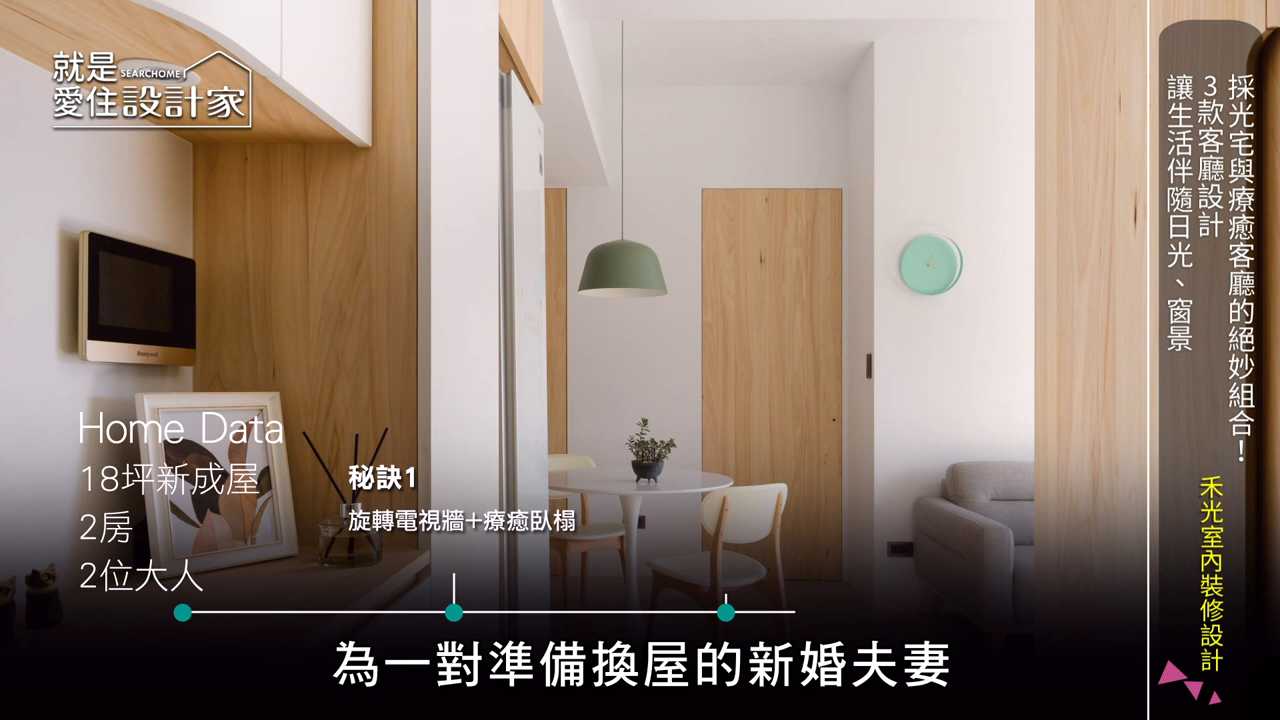 就是
SEARCHOME
愛住設計家
Honeywell
Home Data
18坪新成屋
2房
2位大人
秘訣1
旋轉電視牆+療癒臥榻
為一對準備換屋的新婚夫妻
採光宅與療癒客廳的絕妙組合！
3款客廳設計
讓生活伴隨日光、窗景
禾光室內裝修設計